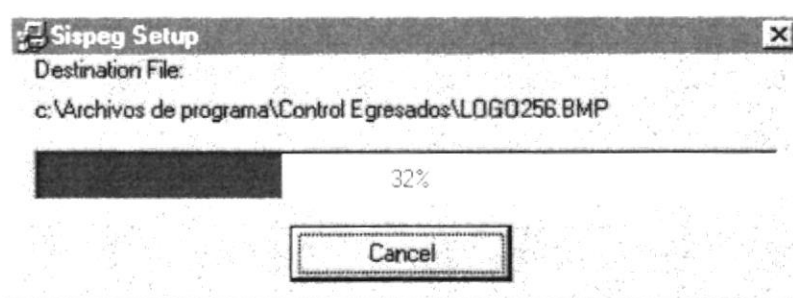 Sispeg Setup
Destination File:
c:\Archivos de programa\Control Egresados\LOGO256.BMP
32%
Cancel